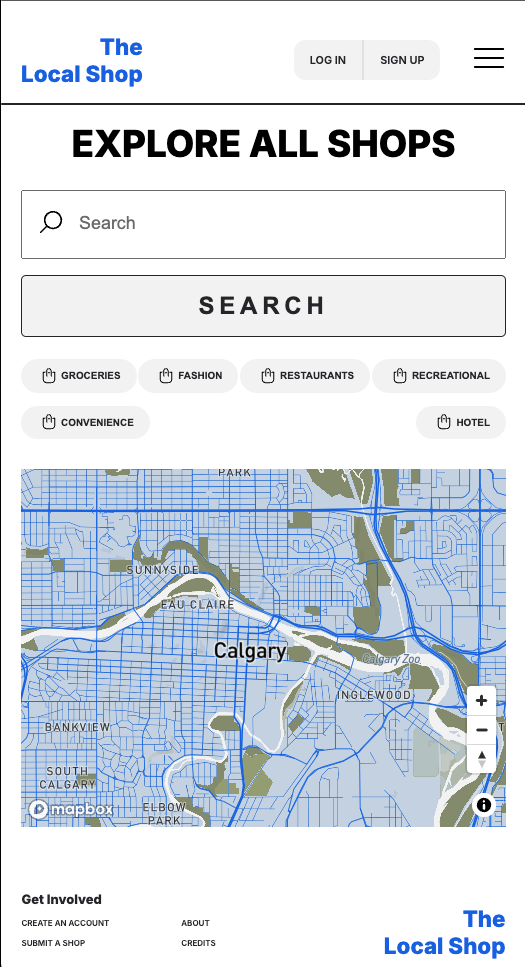 The
Local Shop
LOG IN
SIGN UP
EXPLORE ALL SHOPS
Search
SEARCH
GROCERIES
FASHION
RESTAURANTS
RECREATIONAL
CONVENIENCE
HOTEL
PARK
SUNNYSIDE
EAU CLAIRE
Calgary
Calgary Zoo
INGLEWOOD
BANKVIEW
T
SOUTH
CALGARY
mapbox
ELBOW
PARK
Get Involved
CREATE AN ACCOUNT
ABOUT
SUBMIT A SHOP
CREDITS
The
Local Shop